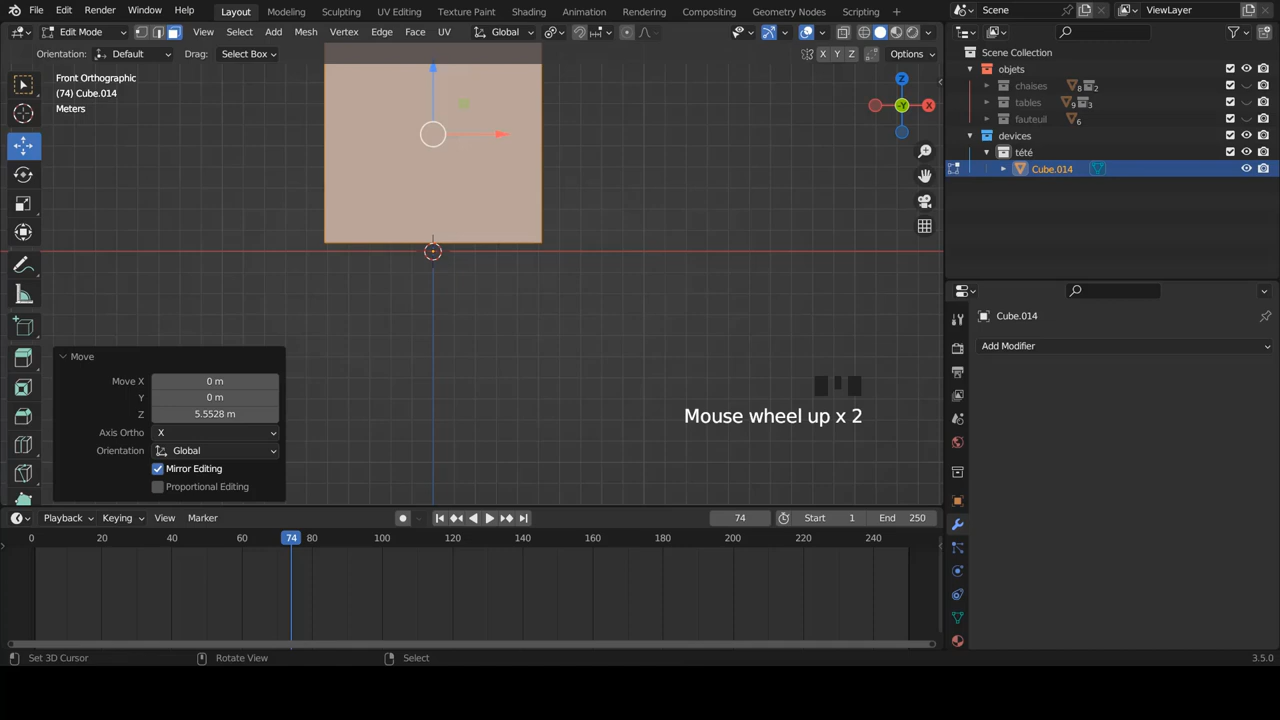 File Edit Render Window Help Layout Modeling Sculpting UV Editing Texture Paint Shading Animation Rendering Compositing Geometry Nodes Scripting + Scene ViewLayer
Edit Mode View Select Add Mesh Vertex Edge Face UV Global
Orientation: Default Drag: Select Box X Y Z Options
Front Orthographic
(74) Cube.014
Meters
Z
-Y X
Scene Collection
objets
chaises 8 2
tables 9 3
fauteuil 6
devices
tété
Cube.014
Cube.014
Add Modifier
Move
Move X 0 m
Y 0 m
Z 5.5528 m
Axis Ortho X
Orientation Global
Mirror Editing
Proportional Editing
Mouse wheel up x 2
Playback Keying View Marker 74 Start 1 End 250
0 20 40 60 74 80 100 120 140 160 180 200 220 240
Set 3D Cursor Rotate View Select 3.5.0